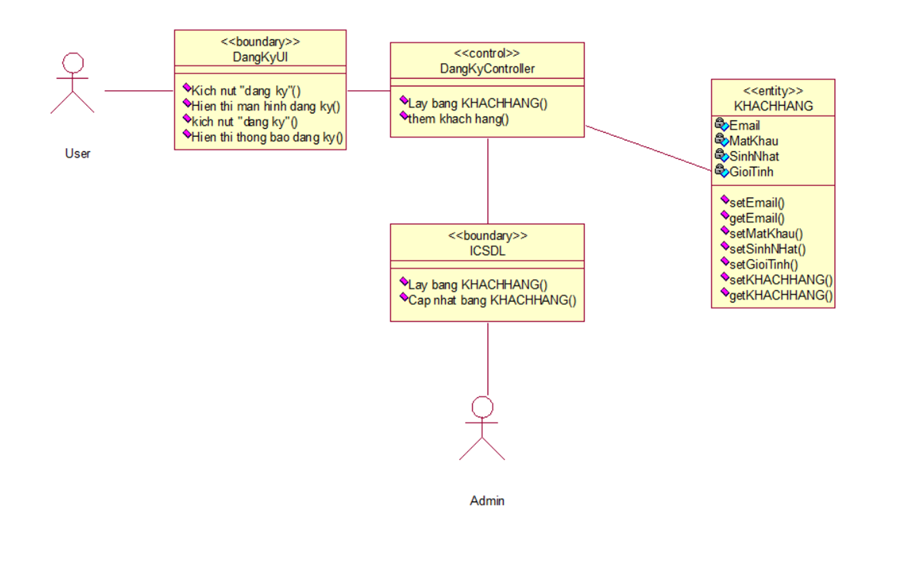 <<boundary>>
DangKyUI
Kich nut "dang ky"()
Hien thi man hinh dang ky()
kich nut "dang ky"()
Hien thi thong bao dang ky()
User
<<control>>
DangKyController
Lay bang KHACHHANG()
them khach hang()
<<entity>>
KHACHHANG
Email
MatKhau
SinhNhat
GioiTinh
setEmail()
getEmail()
setMatKhau()
setSinhNHat()
setGioiTinh()
setKHACHHANG()
getKHACHHANG()
<<boundary>>
ICSDL
Lay bang KHACHHANG()
Cap nhat bang KHACHHANG()
Admin